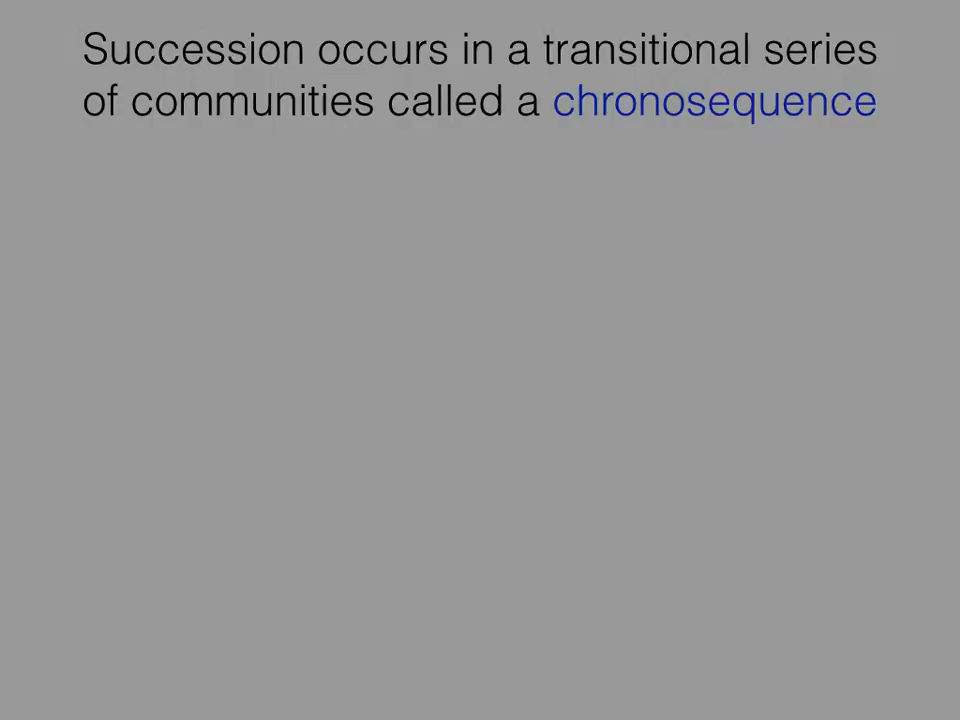 Succession occurs in a transitional series
of communities called a chronosequence